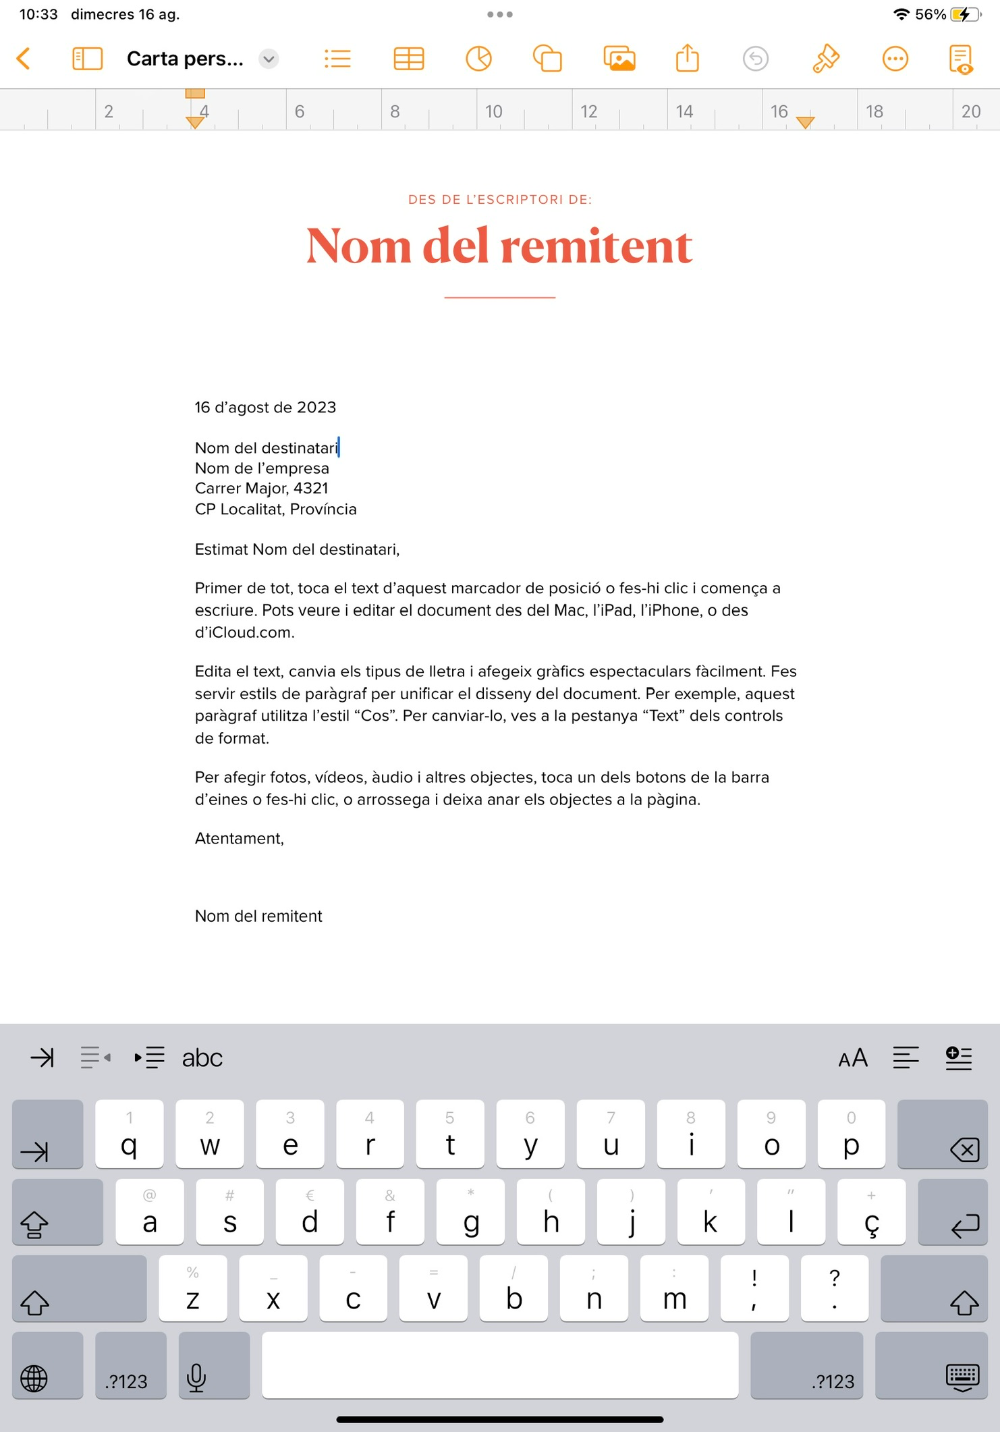 10:33 dimecres 16 ag. 56%
Carta pers...
2 4 6 8 10 12 14 16 18 20
DES DE L’ESCRIPTORI DE:
Nom del remitent
16 d’agost de 2023
Nom del destinatari
Nom de l’empresa
Carrer Major, 4321
CP Localitat, Província
Estimat Nom del destinatari,
Primer de tot, toca el text d’aquest marcador de posició o fes-hi clic i comença a
escriure. Pots veure i editar el document des del Mac, l’iPad, l’iPhone, o des
d’iCloud.com.
Edita el text, canvia els tipus de lletra i afegeix gràfics espectaculars fàcilment. Fes
servir estils de paràgraf per unificar el disseny del document. Per exemple, aquest
paràgraf utilitza l’estil “Cos”. Per canviar-lo, ves a la pestanya “Text” dels controls
de format.
Per afegir fotos, vídeos, àudio i altres objectes, toca un dels botons de la barra
d’eines o fes-hi clic, o arrossega i deixa anar els objectes a la pàgina.
Atentament,
Nom del remitent
abc AA
1 2 3 4 5 6 7 8 9 0
q w e r t y u i o p
@ # € & * ( ) ' " +
a s d f g h j k l ç
% _ - = / ; : ! ?
z x c v b n m , .
.?123 .?123